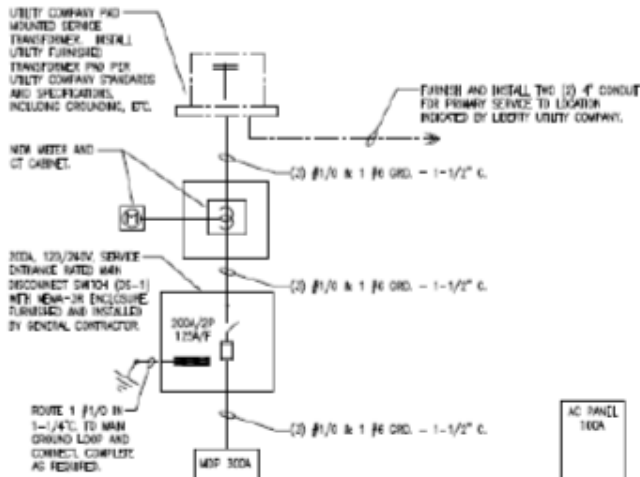 UTILITY COMPANY PAD
MOUNTED SERVICE
TRANSFORMER. INSTALL
UTILITY FURNISHED
TRANSFORMER PAD PER
UTILITY COMPANY STANDARDS
AND SPECIFICATIONS,
INCLUDING GROUNDING, ETC.
FURNISH AND INSTALL TWO (2) 4" CONDUIT
FOR PRIMARY SERVICE TO LOCATION
INDICATED BY LIBERTY UTILITY COMPANY.
NEW METER AND
CT CABINET.
(2) #1/0 & 1 #6 GRD. - 1-1/2" C.
M
200A, 120/240V, SERVICE
ENTRANCE RATED MAIN
DISCONNECT SWITCH (DS-1)
WITH NEMA-3R ENCLOSURE
FURNISHED AND INSTALLED
BY GENERAL CONTRACTOR
(2) #1/0 & 1 #6 GRD. - 1-1/2" C.
200A/2P
125A/F
ROUTE 1 #1/0 IN
1-1/4"C. TO MAIN
GROUND LOOP AND
CONNECT, COMPLETE
AS REQUIRED.
(2) #1/0 & 1 #6 GRD. - 1-1/2" C.
MDP 300A
AC PANEL
100A